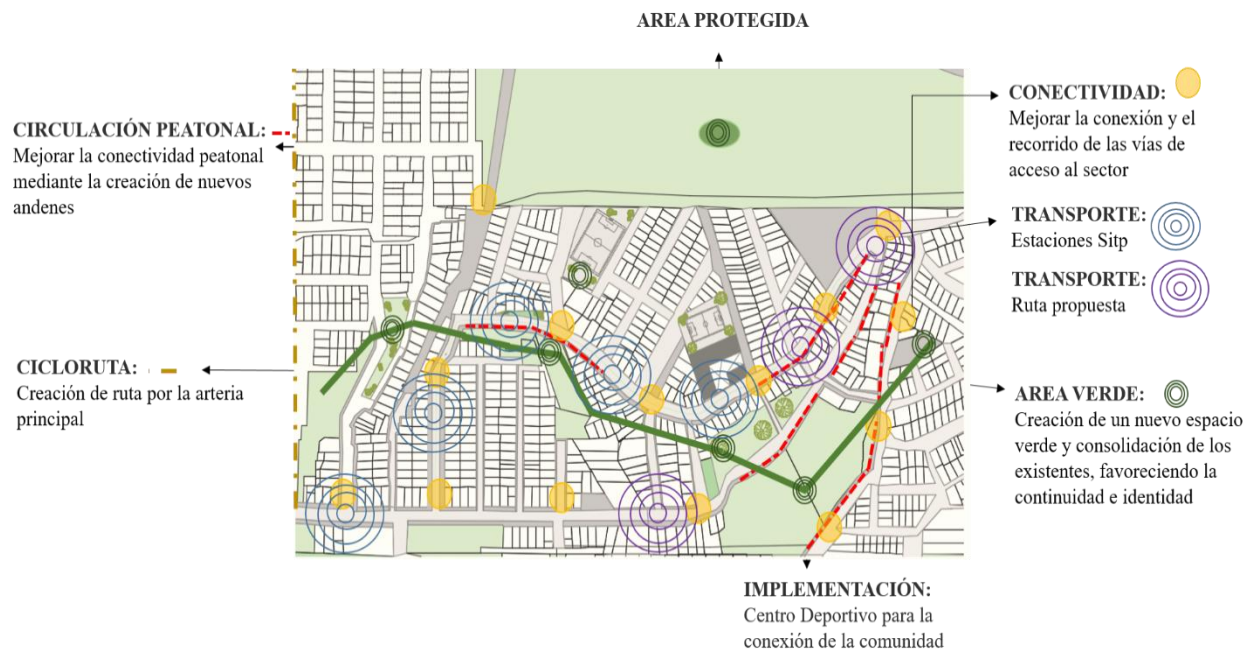 AREA PROTEGIDA
CIRCULACIÓN PEATONAL:
Mejorar la conectividad peatonal
mediante la creación de nuevos
andenes
CICLORUTA:
Creación de ruta por la arteria
principal
CONECTIVIDAD:
Mejorar la conexión y el
recorrido de las vías de
acceso al sector
TRANSPORTE:
Estaciones Sitp
TRANSPORTE:
Ruta propuesta
AREA VERDE:
Creación de un nuevo espacio
verde y consolidación de los
existentes, favoreciendo la
continuidad e identidad
IMPLEMENTACIÓN:
Centro Deportivo para la
conexión de la comunidad